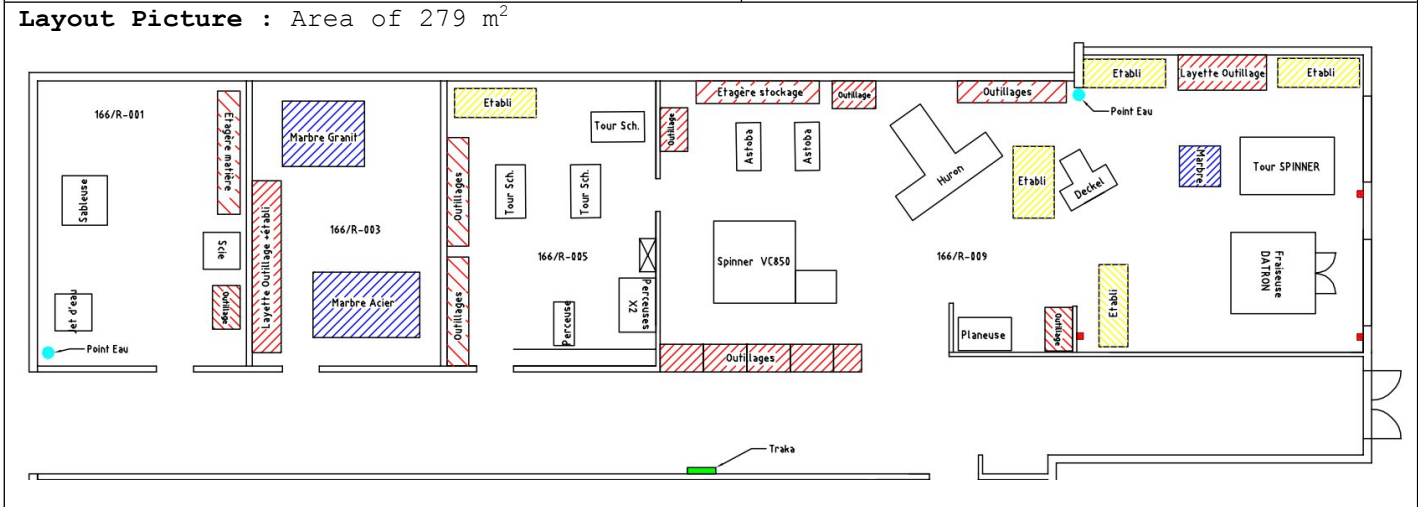 Layout Picture : Area of 279 m²
Etabli
Layette Outillage
Etabli
Point Eau
166/R-001
Etagère matière
Sableuse
Scie
Jet d'eau
Outillage
Point Eau
Marbre Granit
Layette Outillage +établi
166/R-003
Marbre Acier
Etabli
Tour Sch.
Outillages
Tour Sch.
Tour Sch.
166/R-005
Outillages
Perceuse
Perceuses
X2
Outillage
Etagère stockage
Outillage
Astoba
Astoba
Spinner VC850
Outillages
Outillages
Huron
Etabli
Deckel
166/R-009
Marbre
Tour SPINNER
Fraiseuse
DATRON
Etabli
Planeuse
Outillage
Traka